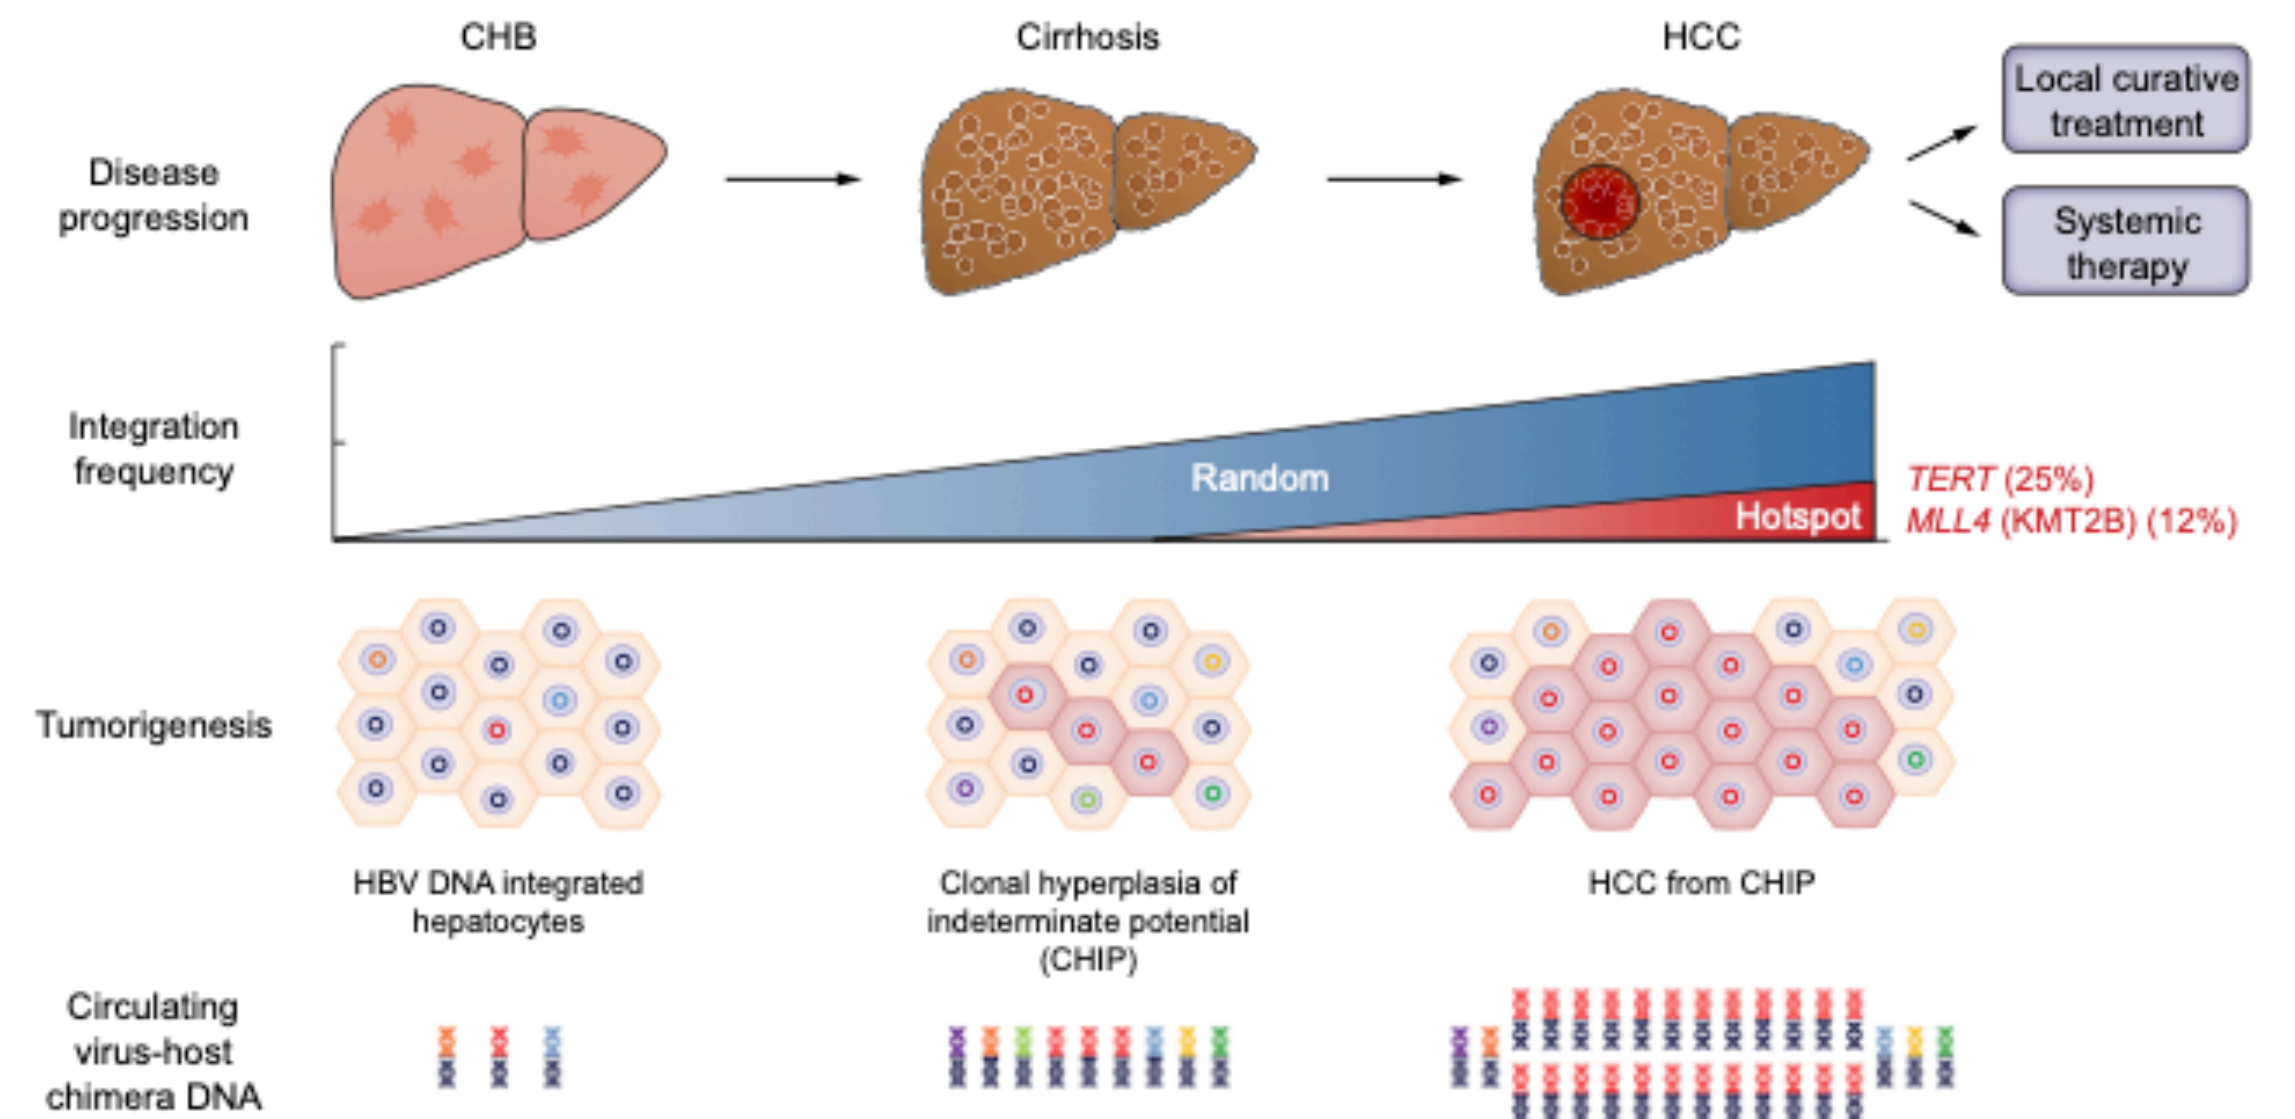 CHB
Cirrhosis
HCC
Local curative
treatment
Systemic
therapy
Disease
progression
Integration
frequency
Random
Hotspot
TERT (25%)
MLL4 (KMT2B) (12%)
Tumorigenesis
HBV DNA integrated
hepatocytes
Clonal hyperplasia of
indeterminate potential
(CHIP)
HCC from CHIP
Circulating
virus-host
chimera DNA